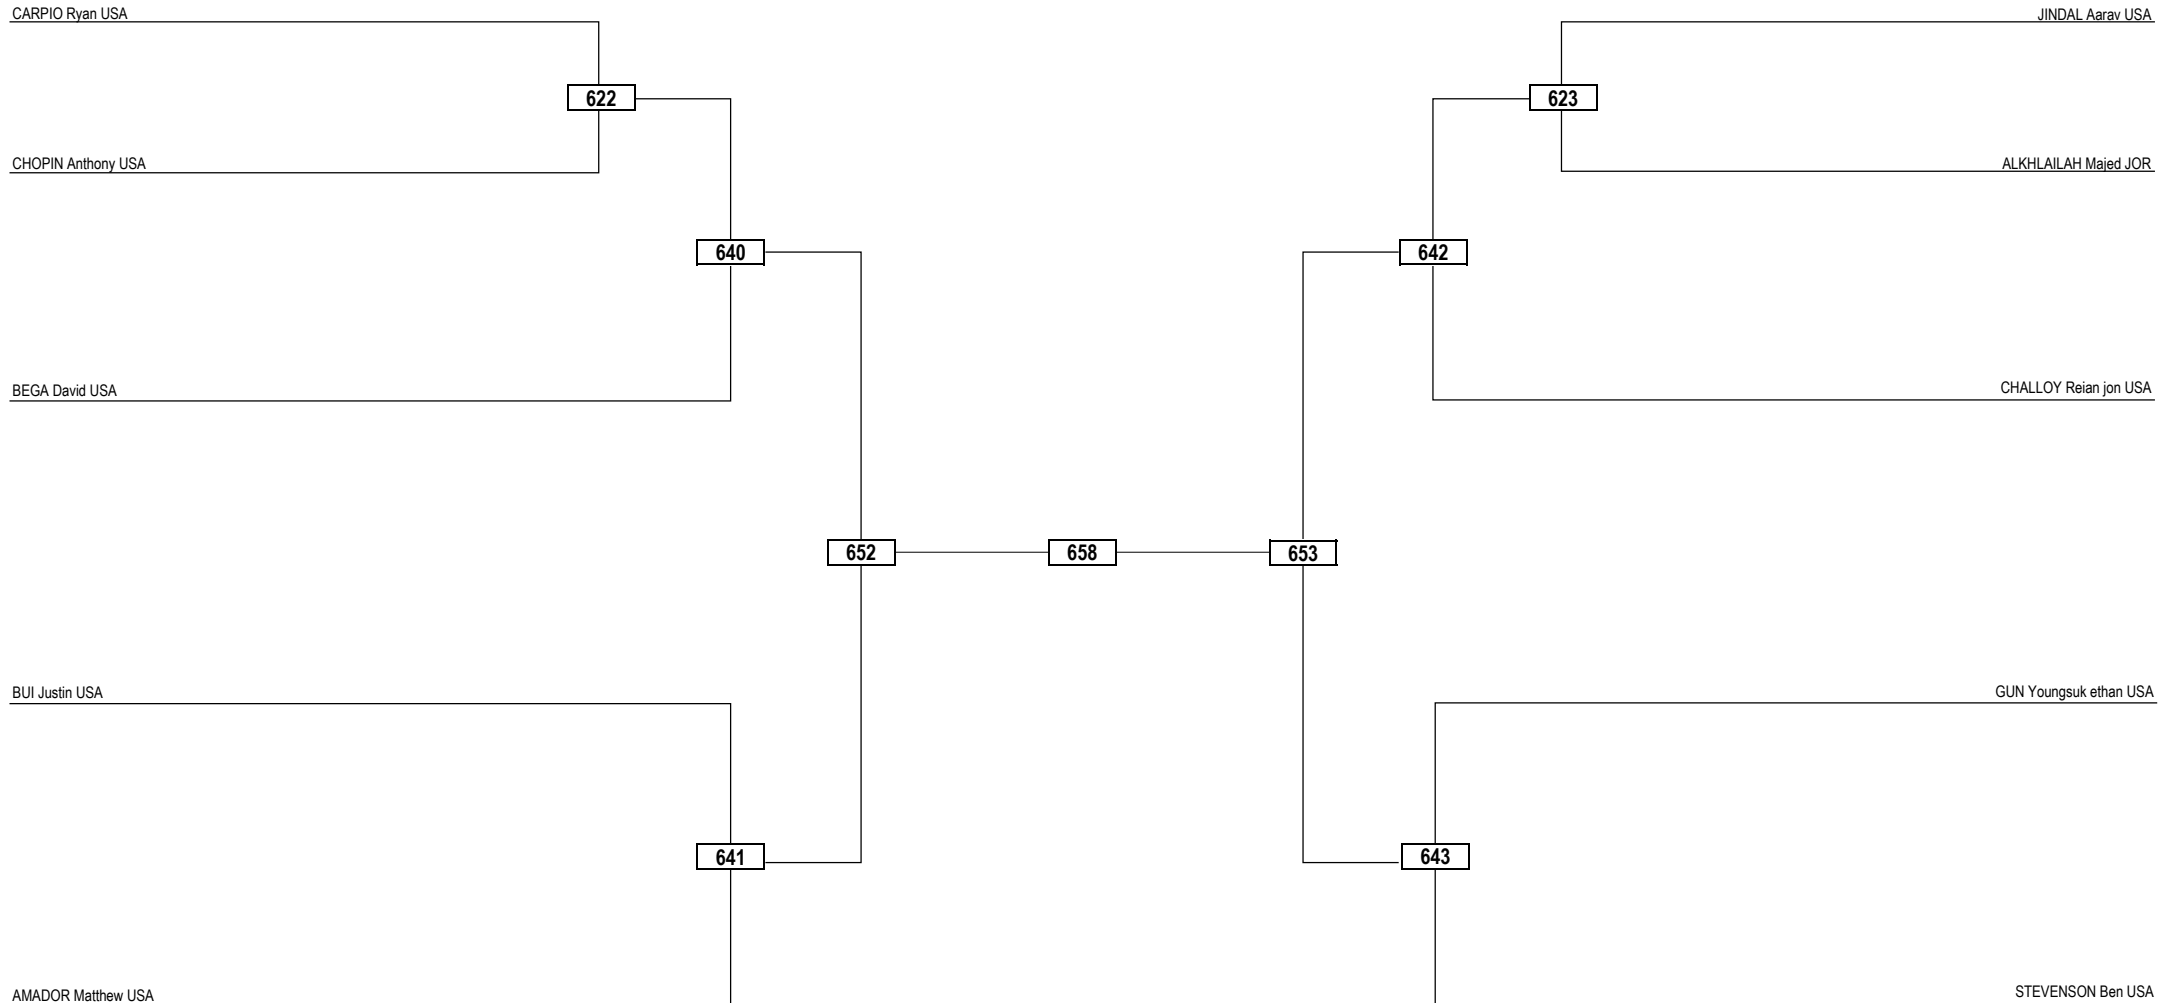 CARPIO Ryan USA
JINDAL Aarav USA
622
623
CHOPIN Anthony USA
ALKHLAILAH Majed JOR
640
642
BEGA David USA
CHALLOY Reian jon USA
652
658
653
BUI Justin USA
GUN Youngsuk ethan USA
641
643
AMADOR Matthew USA
STEVENSON Ben USA